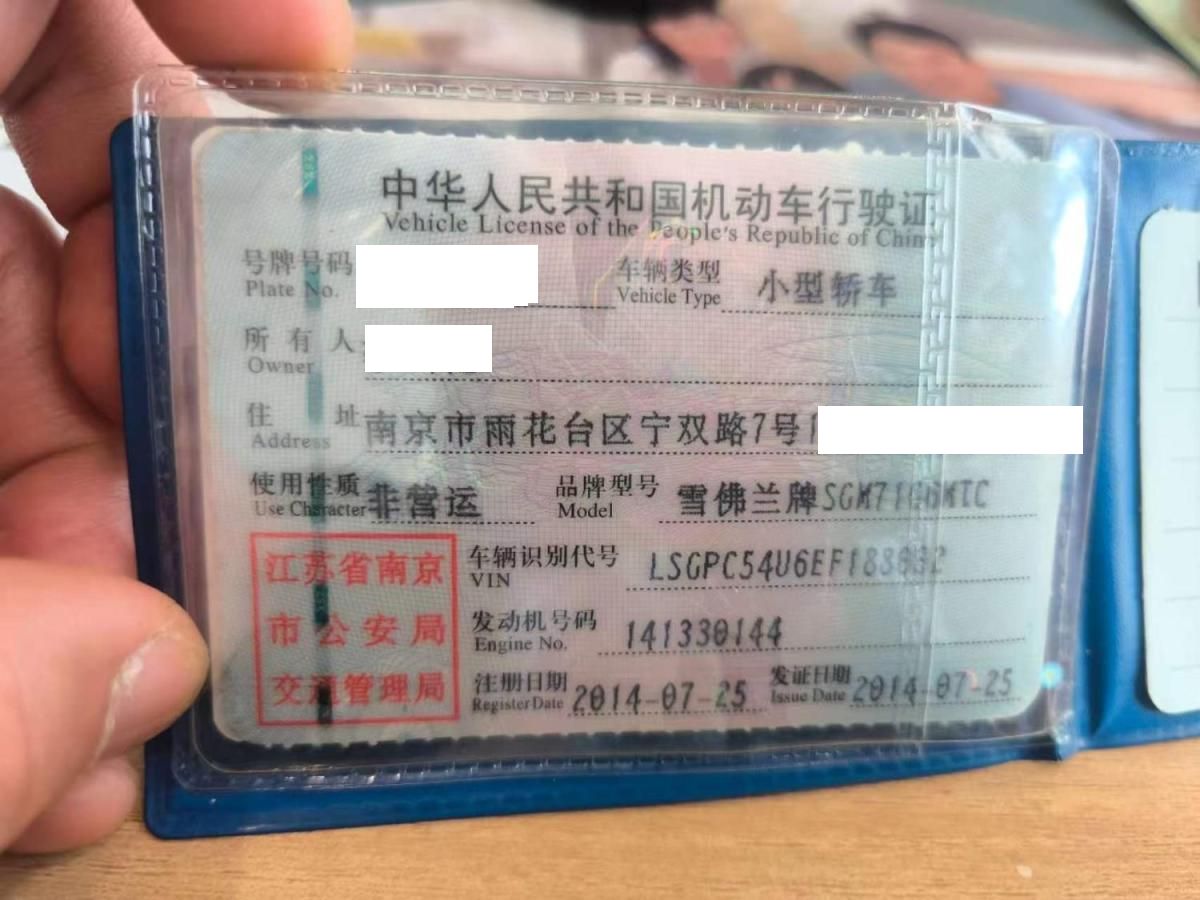 中华人民共和国机动车行驶证
Vehicle License of the People's Republic of China
号牌号码 车辆类型 小型轿车
Plate No. Vehicle Type
所有人
Owner
住址 南京市雨花台区宁双路7号
Address
使用性质 非营运 品牌型号 雪佛兰牌
Use Character Model
江苏省南京
市公安局
交通管理局
车辆识别代号
VIN
发动机号码 141330144
Engine No.
注册日期 2014-07-25 发证日期 2014-07-25
Register Date Issue Date